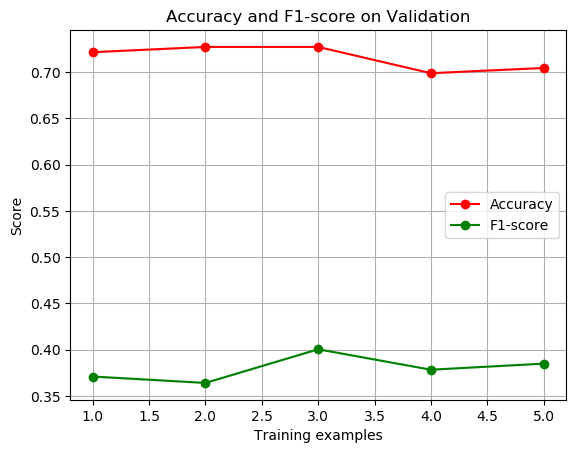 Accuracy and F1-score on Validation
Score
0.70
0.65
0.60
0.55
0.50
0.45
0.40
0.35
Accuracy
F1-score
1.0 1.5 2.0 2.5 3.0 3.5 4.0 4.5 5.0
Training examples